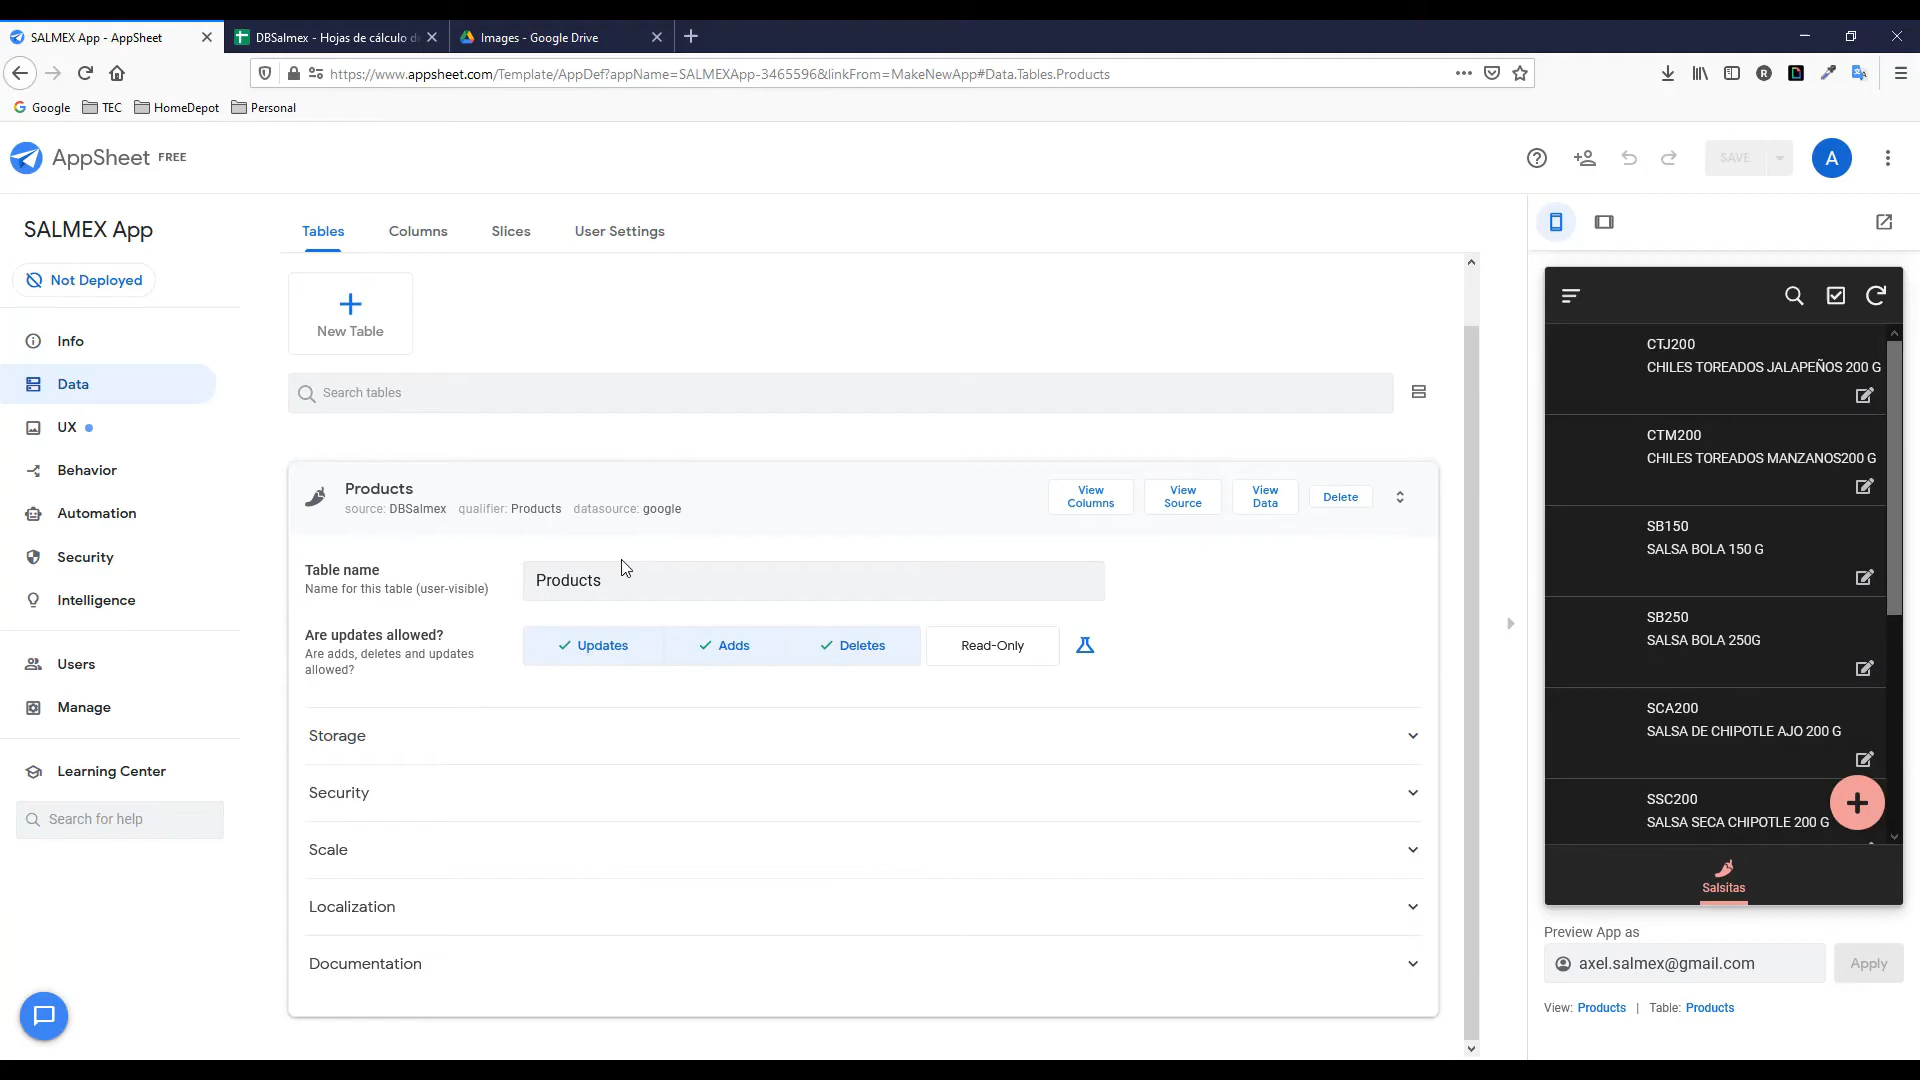 SALMEX App - AppSheet
DBSalmex - Hojas de cálculo d
Images - Google Drive
https://www.appsheet.com/Template/AppDef?appName=SALMEXApp-3465596&linkFrom=MakeNewApp#Data.Tables.Products
Google
TEC
HomeDepot
Personal
AppSheet FREE
SAVE
A
SALMEX App
Not Deployed
Info
Data
UX
Behavior
Automation
Security
Intelligence
Users
Manage
Learning Center
Search for help
Tables
Columns
Slices
User Settings
New Table
Search tables
Products
source: DBSalmex qualifier: Products datasource: google
View Columns
View Source
View Data
Delete
Table name
Name for this table (user-visible)
Products
Are updates allowed?
Are adds, deletes and updates
allowed?
Updates
Adds
Deletes
Read-Only
Storage
Security
Scale
Localization
Documentation
CTJ200
CHILES TOREADOS JALAPEÑOS 200 G
CTM200
CHILES TOREADOS MANZANOS200 G
SB150
SALSA BOLA 150 G
SB250
SALSA BOLA 250G
SCA200
SALSA DE CHIPOTLE AJO 200 G
SSC200
SALSA SECA CHIPOTLE 200 G
Salsitas
Preview App as
axel.salmex@gmail.com
Apply
View: Products | Table: Products